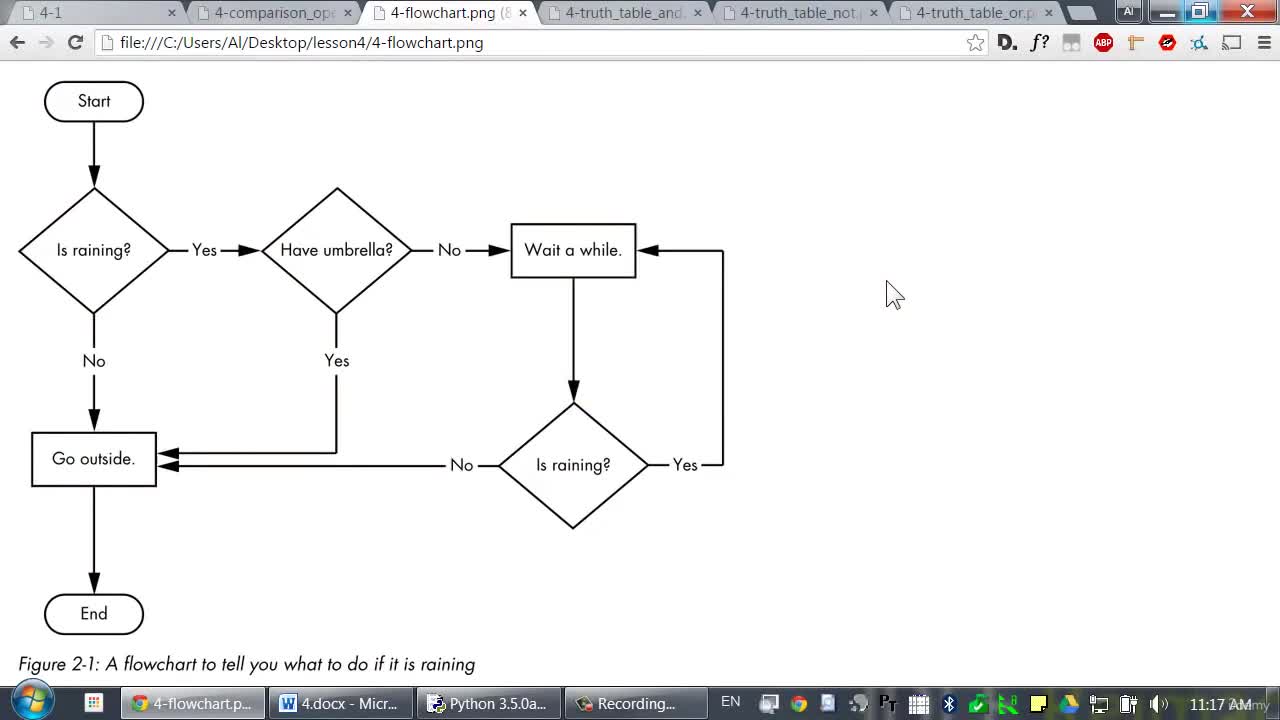 4-1
4-comparison_ope
4-flowchart.png (8
4-truth_table_and.
4-truth_table_not.
4-truth_table_or.p
Al
file:///C:/Users/Al/Desktop/lesson4/4-flowchart.png
D.
f?
ABP
Start
Is raining?
Yes
Have umbrella?
No
Wait a while.
No
Yes
Go outside.
No
Is raining?
Yes
End
Figure 2-1: A flowchart to tell you what to do if it is raining
4-flowchart.p...
4.docx - Micr...
Python 3.5.0a...
Recording...
EN
11:17 AM